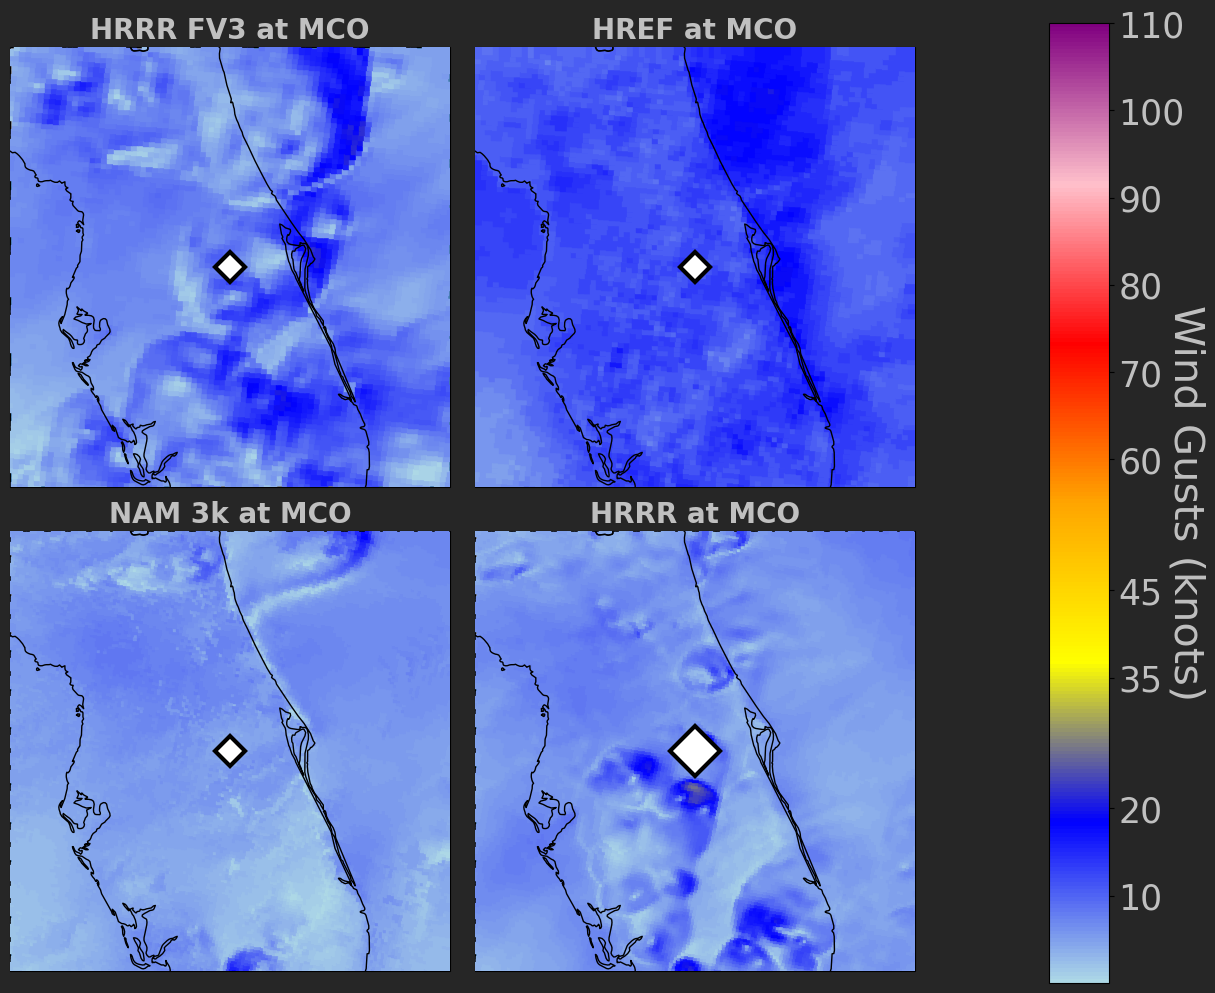 HRRR FV3 at MCO
HREF at MCO
NAM 3k at MCO
HRRR at MCO
110
100
90
80
70
60
45
35
20
10
Wind Gusts (knots)